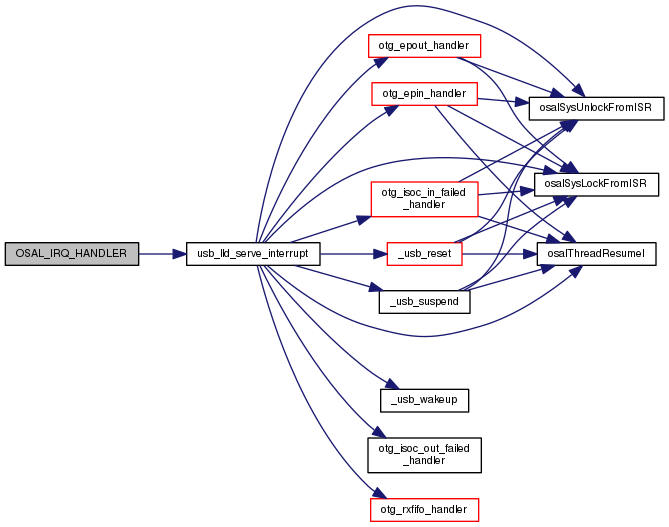 otg_epout_handler
otg_epin_handler
osalSysUnlockFromISR
otg_isoc_in_failed
_handler
osalSysLockFromISR
OSAL_IRQ_HANDLER
usb_lld_serve_interrupt
_usb_reset
osalThreadResumeI
_usb_suspend
_usb_wakeup
otg_isoc_out_failed
_handler
otg_rxfifo_handler